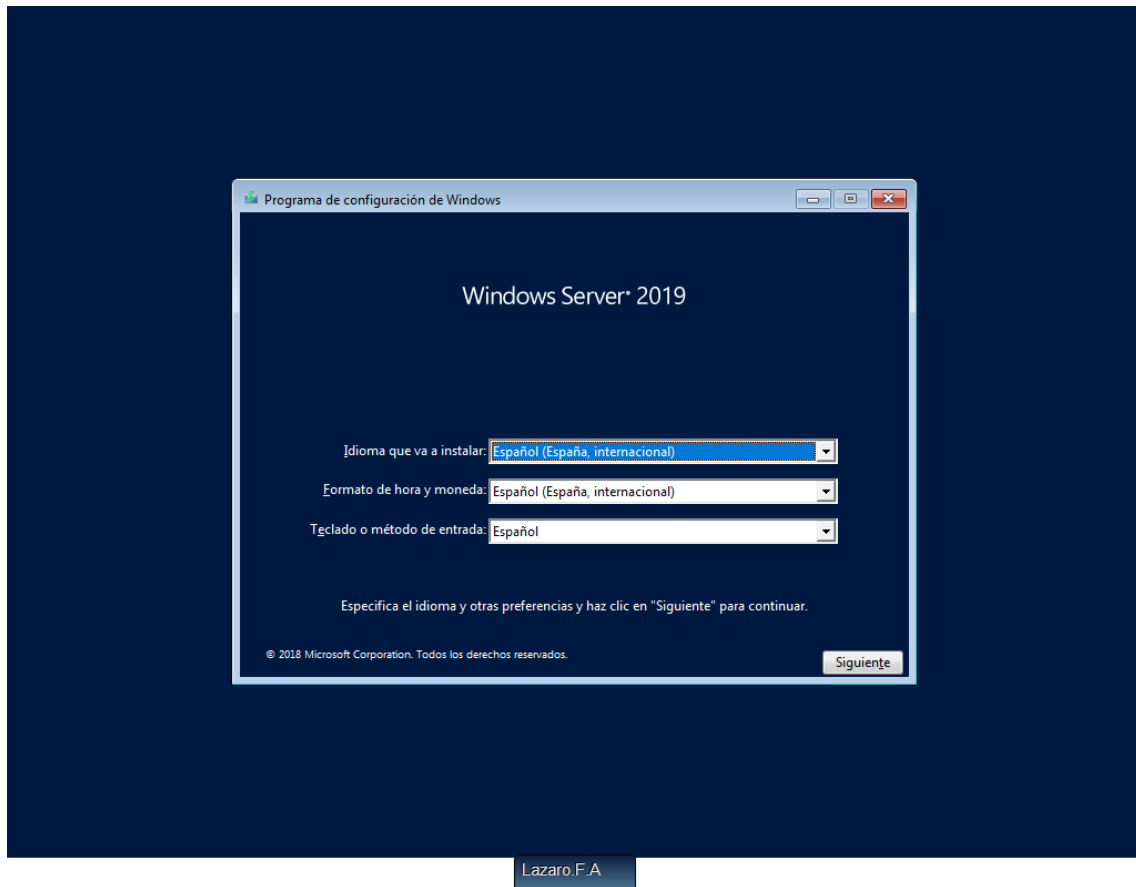 Programa de configuración de Windows
Windows Server® 2019
Idioma que va a instalar: Español (España, internacional)
Formato de hora y moneda: Español (España, internacional)
Teclado o método de entrada: Español
Especifica el idioma y otras preferencias y haz clic en "Siguiente" para continuar.
© 2018 Microsoft Corporation. Todos los derechos reservados.
Siguiente
Lazaro.F.A